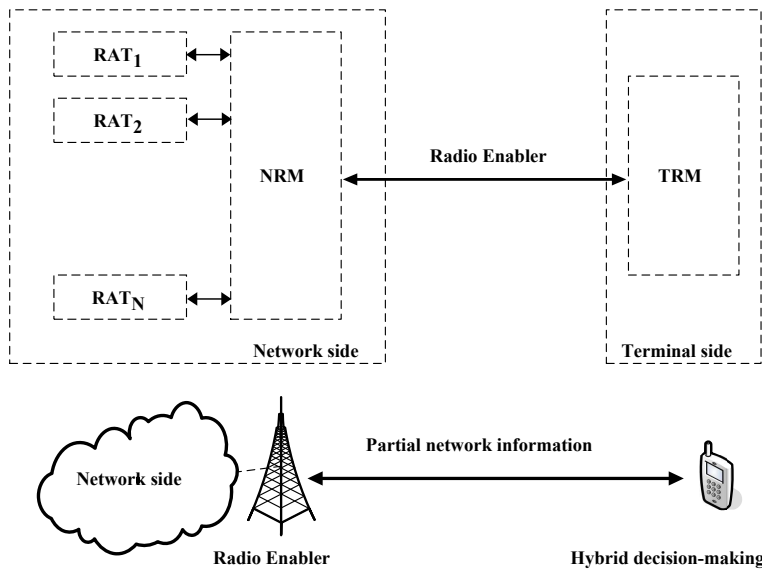 RAT1
RAT2
NRM
Radio Enabler
TRM
RATN
Network side
Terminal side
Partial network information
Network side
Radio Enabler
Hybrid decision-making